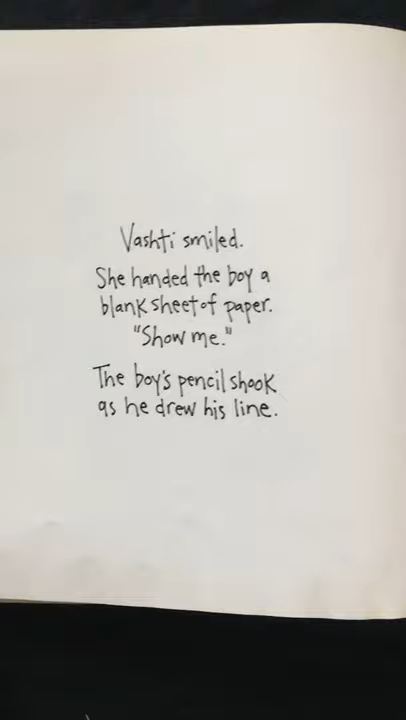 Vashti smiled.
She handed the boy a
blank sheet of paper.
"Show me."
The boy's pencil shook
as he drew his line.